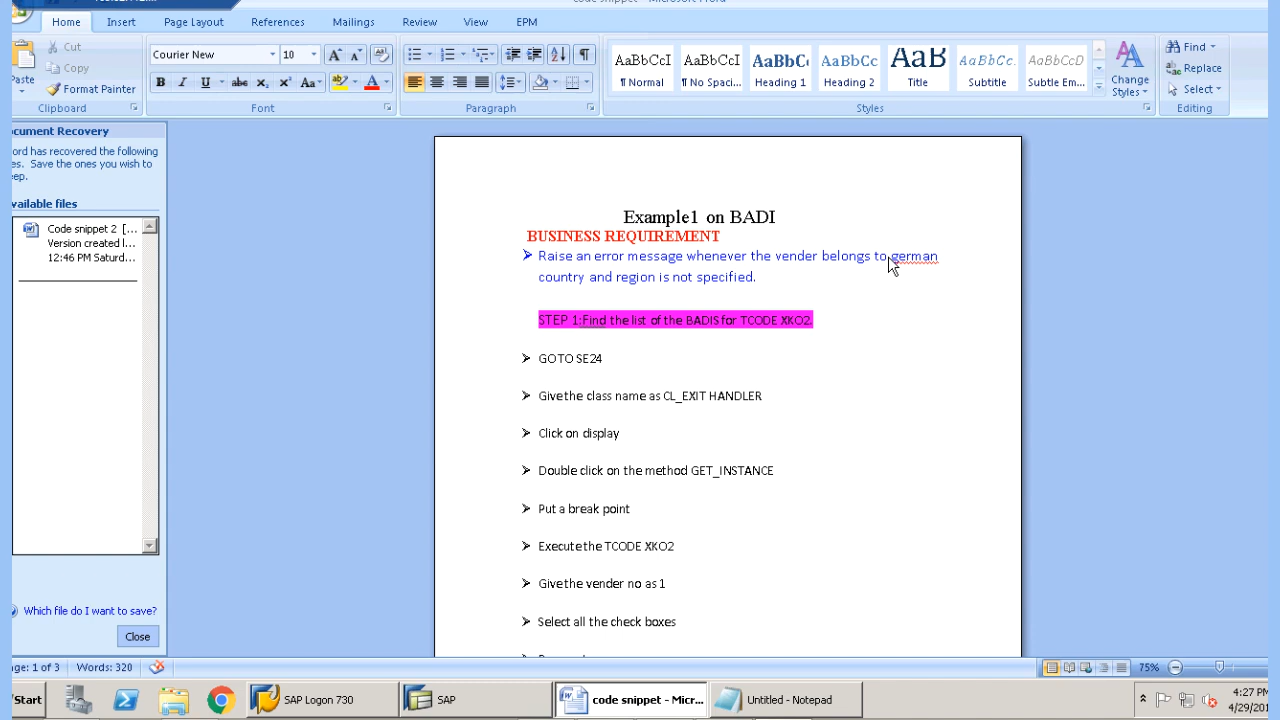 Home Insert Page Layout References Mailings Review View EPM
Cut
Copy
Paste
Format Painter
Clipboard
Courier New 10
Font
Paragraph
AaBbCcI AaBbCcI AaBbC AaBbCc AaB AaBbCc. AaBbCcD
¶ Normal ¶ No Spaci... Heading 1 Heading 2 Title Subtitle Subtle Em...
Styles
Change
Styles
Find
Replace
Select
Editing
ocument Recovery
ord has recovered the following
es. Save the ones you wish to
eep.
vailable files
Code snippet 2 [...
Version created l...
12:46 PM Saturd...
Which file do I want to save?
Close
Example1 on BADI
BUSINESS REQUIREMENT
➢ Raise an error message whenever the vender belongs to german
country and region is not specified.
STEP 1:Find the list of the BADIS for TCODE XKO2.
➢ GOTO SE24
➢ Give the class name as CL_EXIT HANDLER
➢ Click on display
➢ Double click on the method GET_INSTANCE
➢ Put a break point
➢ Execute the TCODE XKO2
➢ Give the vender no as 1
➢ Select all the check boxes
ge: 1 of 3 Words: 320 75%
Start SAP Logon 730 SAP code snippet - Micr... Untitled - Notepad 4:27 PM
4/29/20